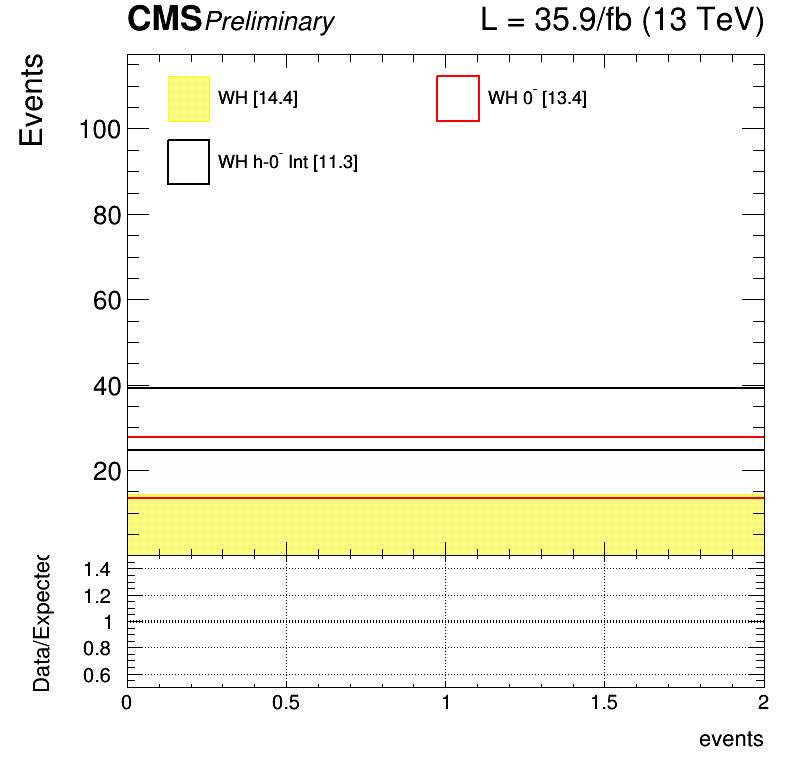 CMS Preliminary L = 35.9/fb (13 TeV)
Events
WH [14.4]
WH 0⁻ [13.4]
WH h-0⁻ Int [11.3]
100
80
60
40
20
Data/Expected
1.4
1.2
1
0.8
0.6
0 0.5 1 1.5 2
events